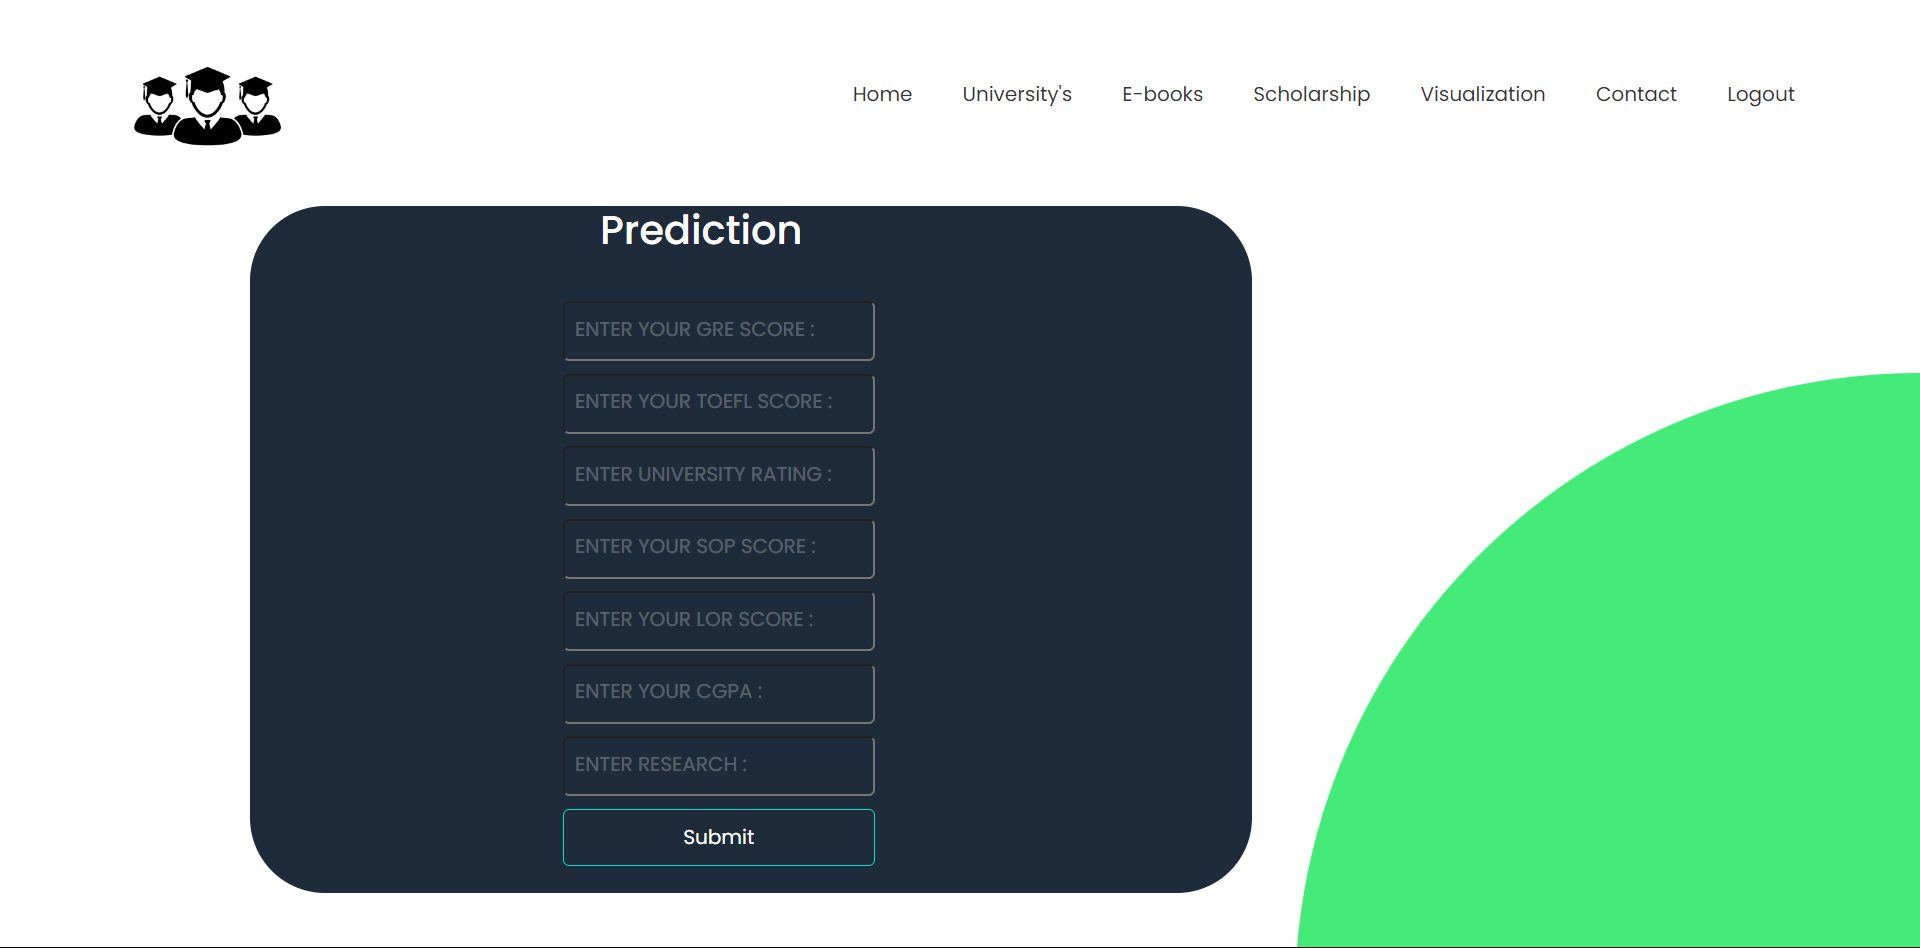 Home University's E-books Scholarship Visualization Contact Logout
Prediction
ENTER YOUR GRE SCORE :
ENTER YOUR TOEFL SCORE :
ENTER UNIVERSITY RATING :
ENTER YOUR SOP SCORE :
ENTER YOUR LOR SCORE :
ENTER YOUR CGPA :
ENTER RESEARCH :
Submit